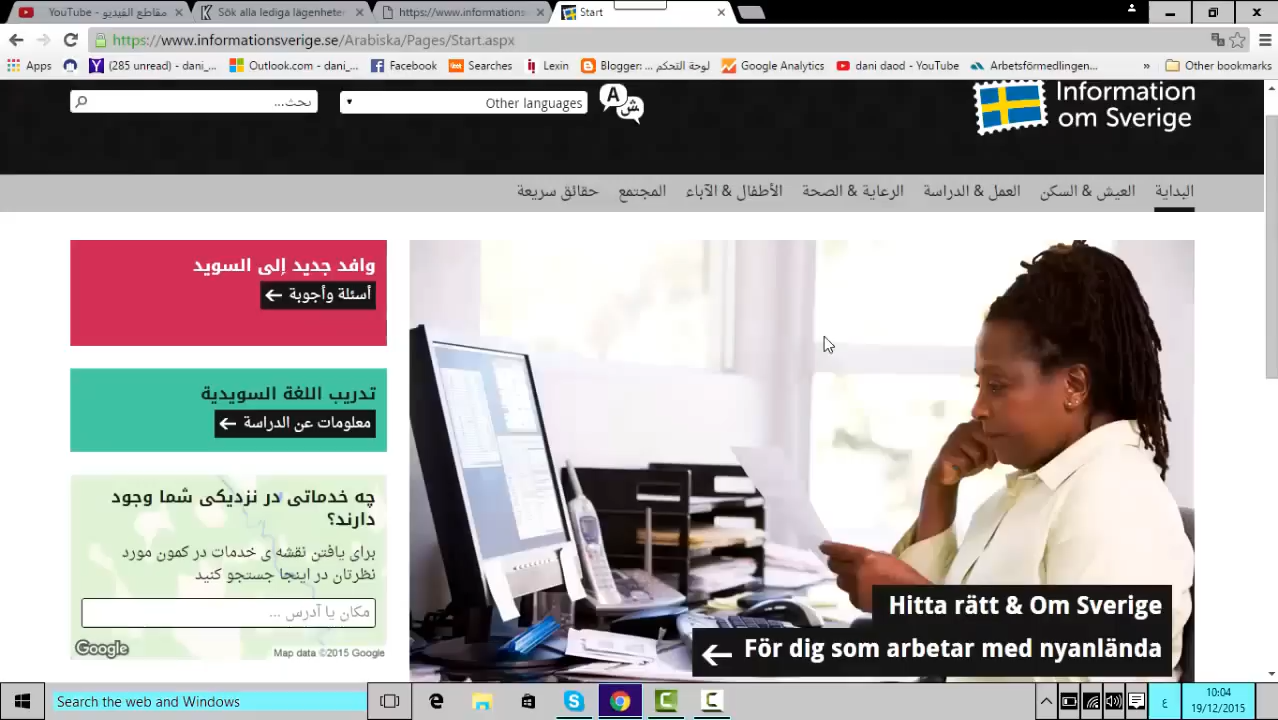 مقاطع الفيديو - YouTube
Sök alla lediga lägenheter
https://www.informations
Start
https://www.informationsverige.se/Arabiska/Pages/Start.aspx
Apps
(285 unread) - dani_...
Outlook.com - dani_...
Facebook
Searches
Lexin
Blogger: لوحة التحكم ...
Google Analytics
dani daod - YouTube
Arbetsförmedlingen...
»
Other bookmarks
بحث...
Other languages
A
ش
Information
om Sverige
البداية
العيش & السكن
العمل & الدراسة
الرعاية & الصحة
الأطفال & الآباء
المجتمع
حقائق سريعة
وافد جديد إلى السويد
أسئلة وأجوبة
تدريب اللغة السويدية
معلومات عن الدراسة
چه خدماتی در نزدیکی شما وجود
دارند؟
برای یافتن نقشه ی خدمات در کمون مورد
نظرتان در اینجا جستجو کنید
مکان یا آدرس ...
Google
Map data ©2015 Google
Hitta rätt & Om Sverige
För dig som arbetar med nyanlända
Search the web and Windows
ع
10:04
19/12/2015